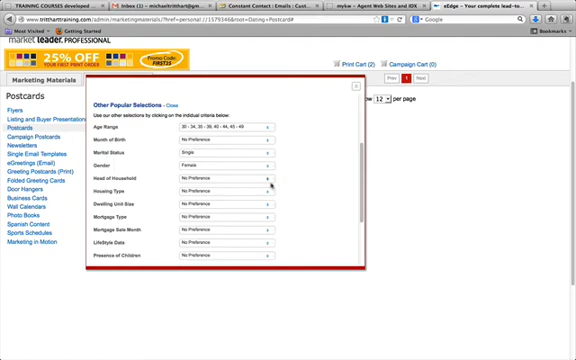 TRAINING COURSES developed
Inbox (1) - michaeltritthart@gm...
Constant Contact : Emails : Cust...
mykw - Agent Web Sites and IDX
eEdge - Your complete lead-to...
www.tritthartraining.com/admin/marketingmaterials/?href=personal
Google
Most Visited
Getting Started
Bookmarks
market leader. PROFESSIONAL
25% OFF
YOUR FIRST PRINT ORDER
Promo Code:
FIRST25
Print Cart (2)
Campaign Cart (0)
Marketing Materials
Prev 1 Next
Postcards
12 per page
Flyers
Listing and Buyer Presentation
Postcards
Campaign Postcards
Newsletters
Single Email Templates
eGreetings (Email)
Greeting Postcards (Print)
Folded Greeting Cards
Door Hangers
Business Cards
Wall Calendars
Photo Books
Spanish Content
Sports Schedules
Marketing in Motion
Other Popular Selections - Close
Use our other selections by clicking on the individual criteria below:
Age Range 30 - 34, 35 - 39, 40 - 44, 45 - 49
Month of Birth No Preference
Marital Status Single
Gender Female
Head of Household No Preference
Housing Type No Preference
Dwelling Unit Size No Preference
Mortgage Type No Preference
Mortgage Sale Month No Preference
LifeStyle Data No Preference
Presence of Children No Preference